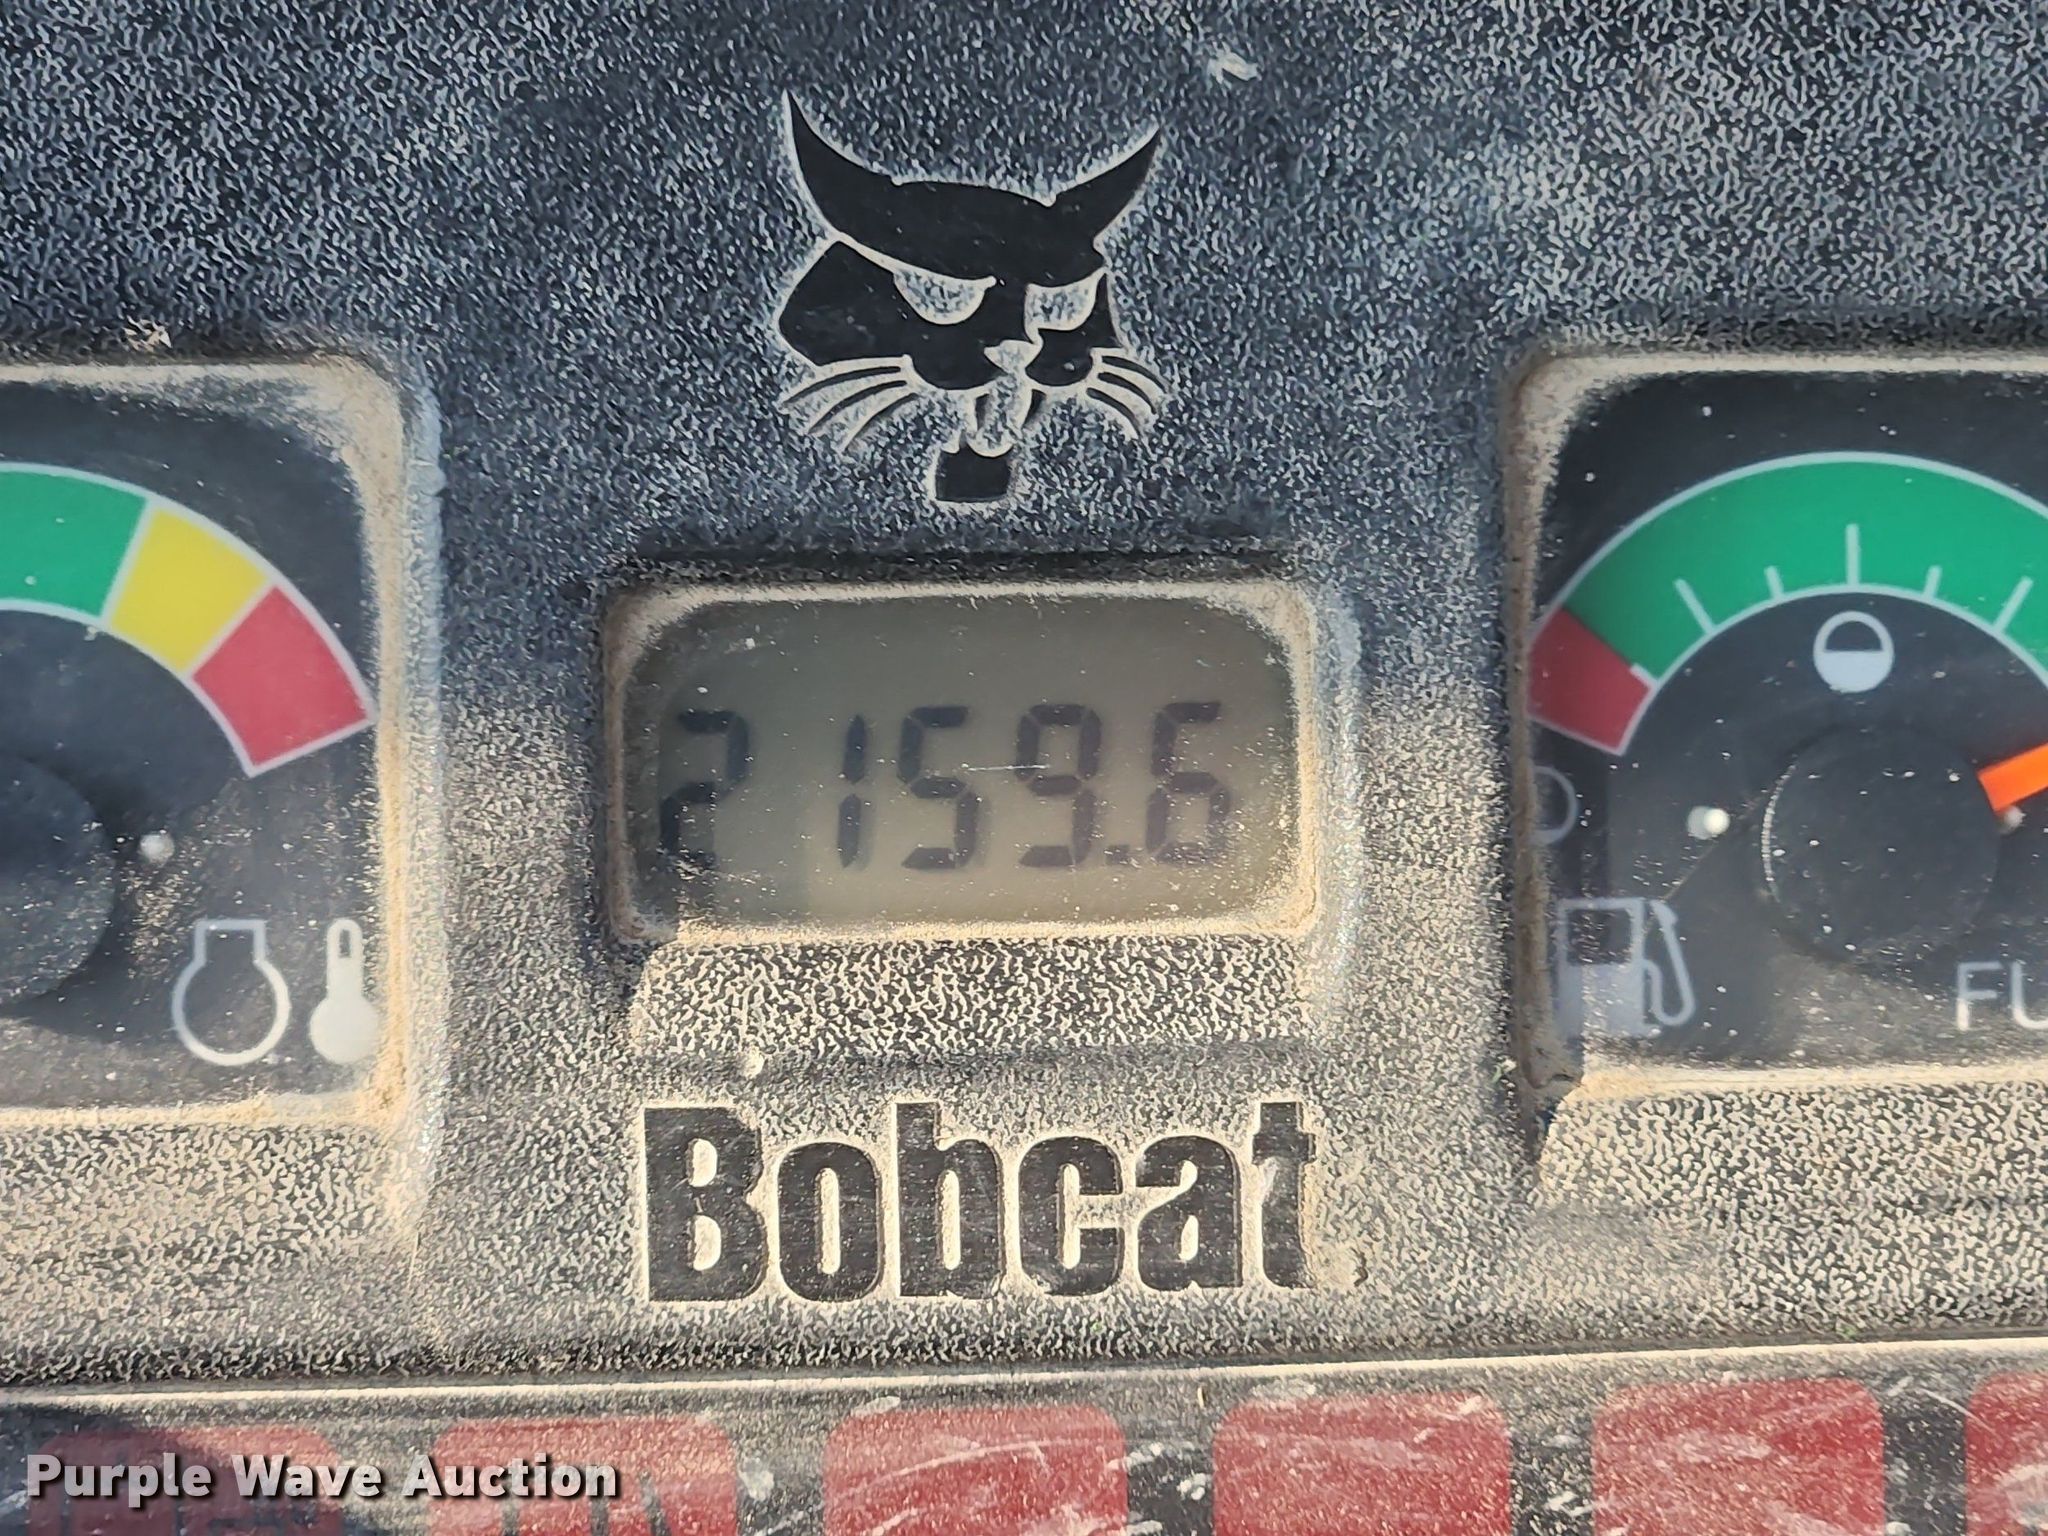 2159.6
FU
Bobcat
Purple Wave Auction